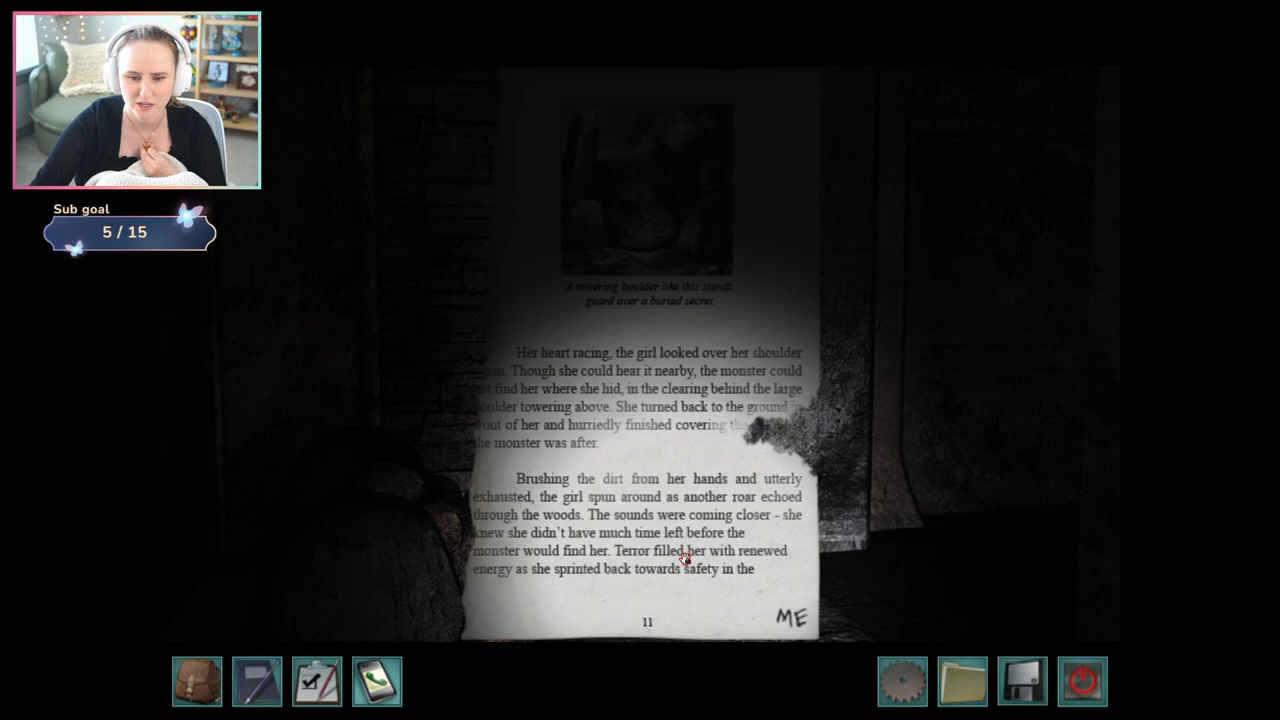 Sub goal
5 / 15
A towering boulder like this stands
guard over a buried secret.
Her heart racing, the girl looked over her shoulder
Though she could hear it nearby, the monster could
find her where she hid, in the clearing behind the large
boulder towering above. She turned back to the ground in
front of her and hurriedly finished covering
the monster was after.
Brushing the dirt from her hands and utterly
exhausted, the girl spun around as another roar echoed
through the woods. The sounds were coming closer - she
knew she didn't have much time left before the
monster would find her. Terror filled her with renewed
energy as she sprinted back towards safety in the
11
ME